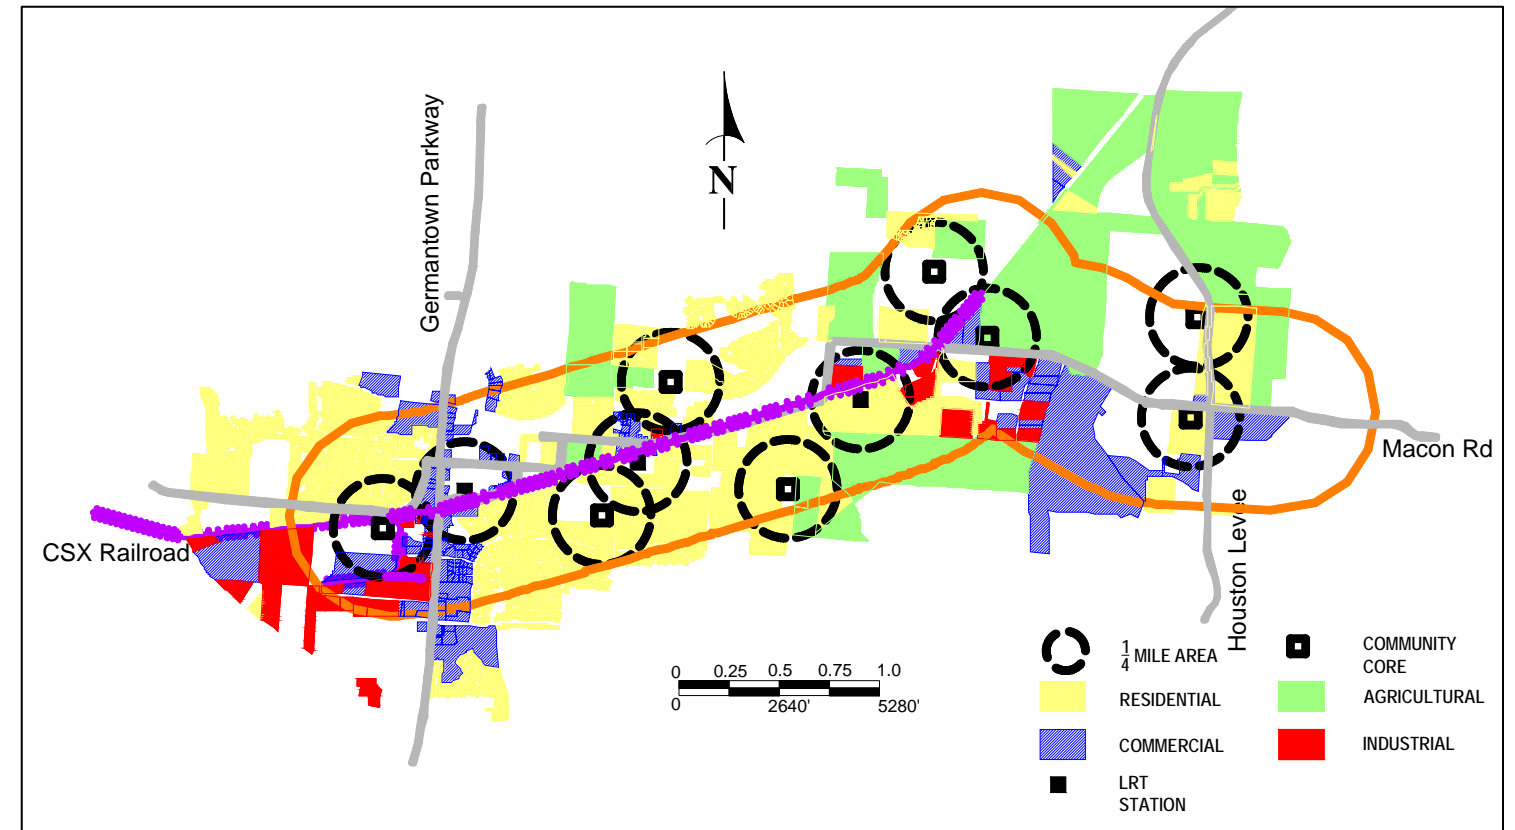 Germantown Parkway
N
CSX Railroad
Macon Rd
Houston Levee
0 0.25 0.5 0.75 1.0
0 2640' 5280'
1/4 MILE AREA
COMMUNITY
CORE
RESIDENTIAL
AGRICULTURAL
COMMERCIAL
INDUSTRIAL
LRT
STATION